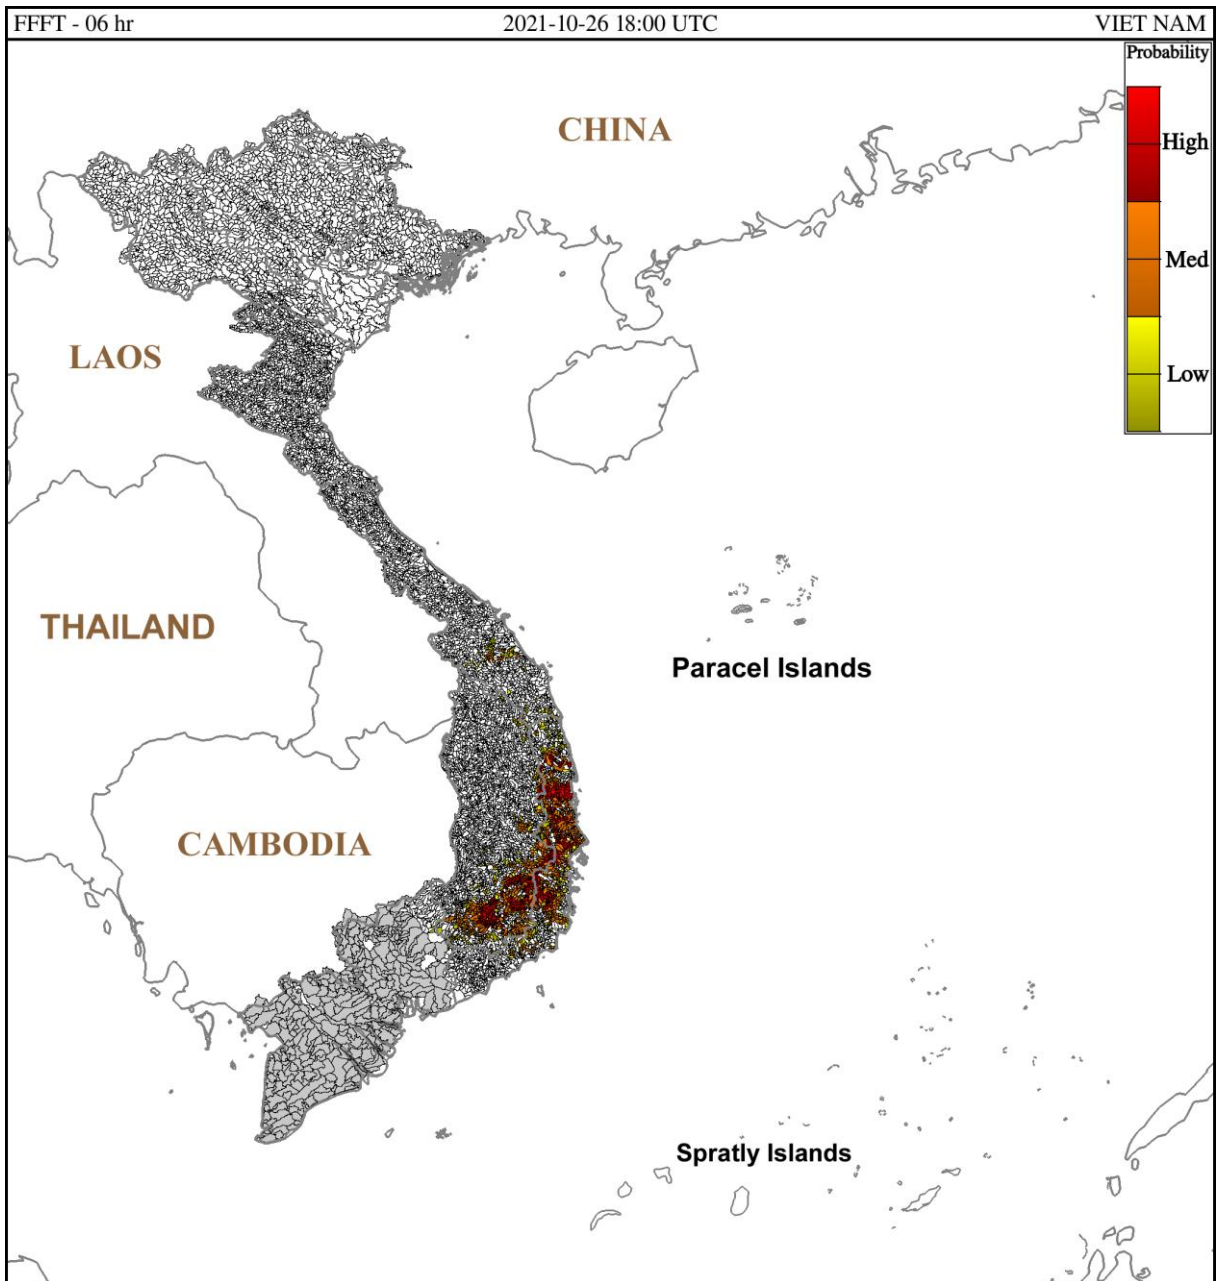 FFFT - 06 hr 2021-10-26 18:00 UTC VIET NAM
Probability
CHINA
High
Med
LAOS
Low
THAILAND
Paracel Islands
CAMBODIA
Spratly Islands